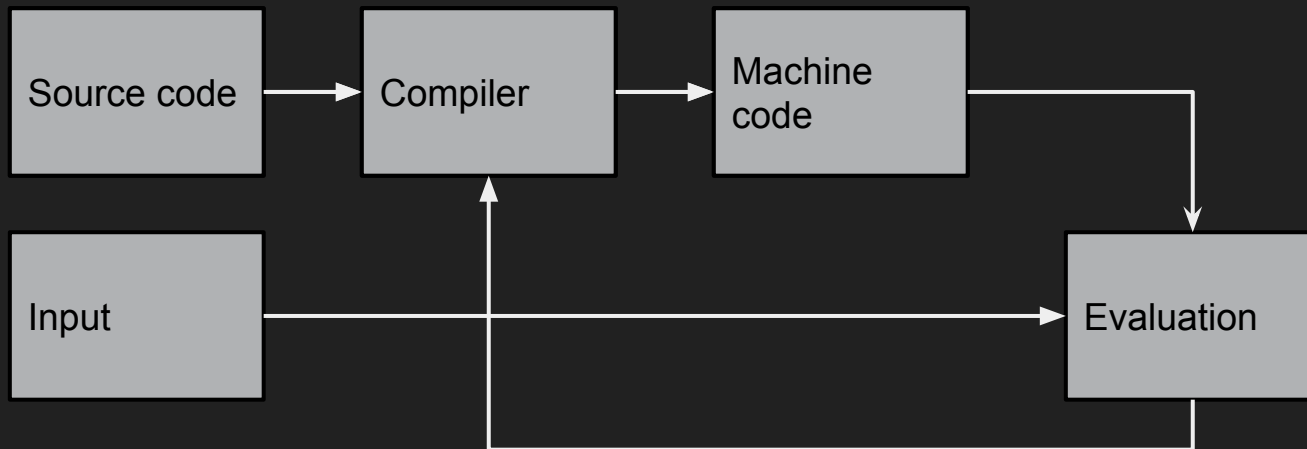 Source code
Compiler
Machine
code
Input
Evaluation